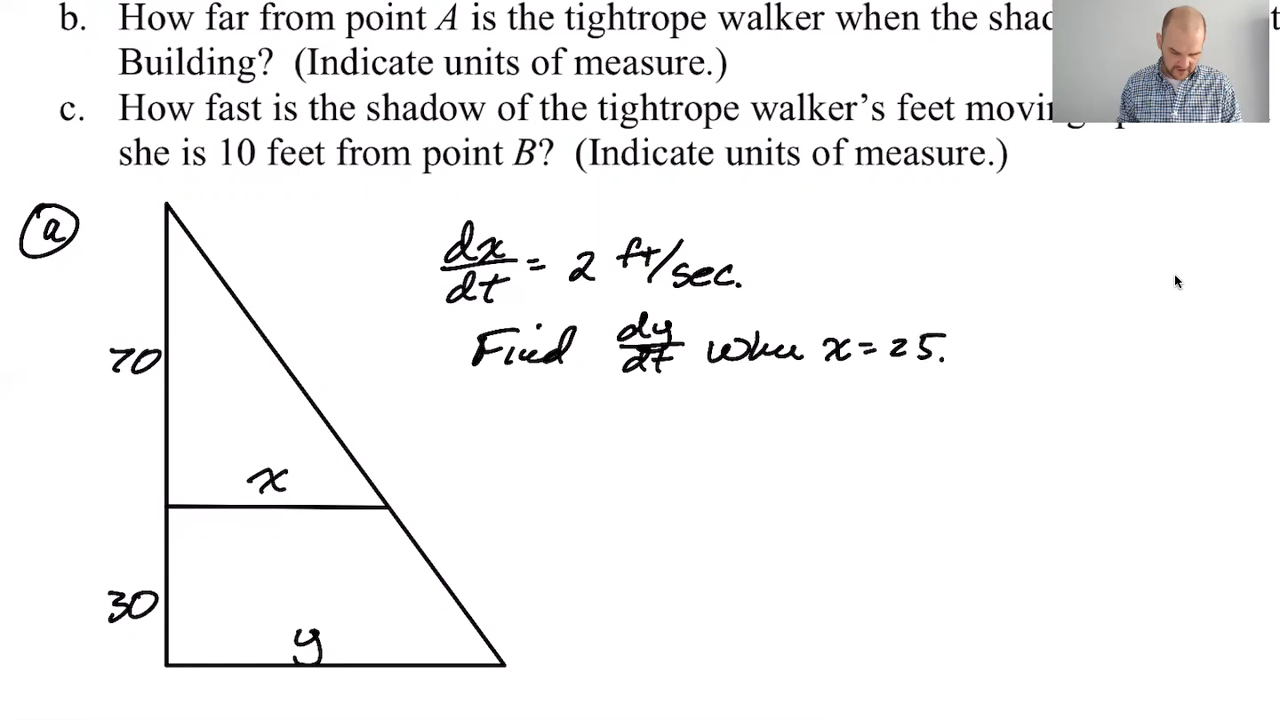 b. How far from point A is the tightrope walker when the
Building? (Indicate units of measure.)
c. How fast is the shadow of the tightrope walker's feet
she is 10 feet from point B? (Indicate units of measure.)
a
dx/dt = 2 ft/sec.
Find dy/dt when x = 25.
70
x
30
y